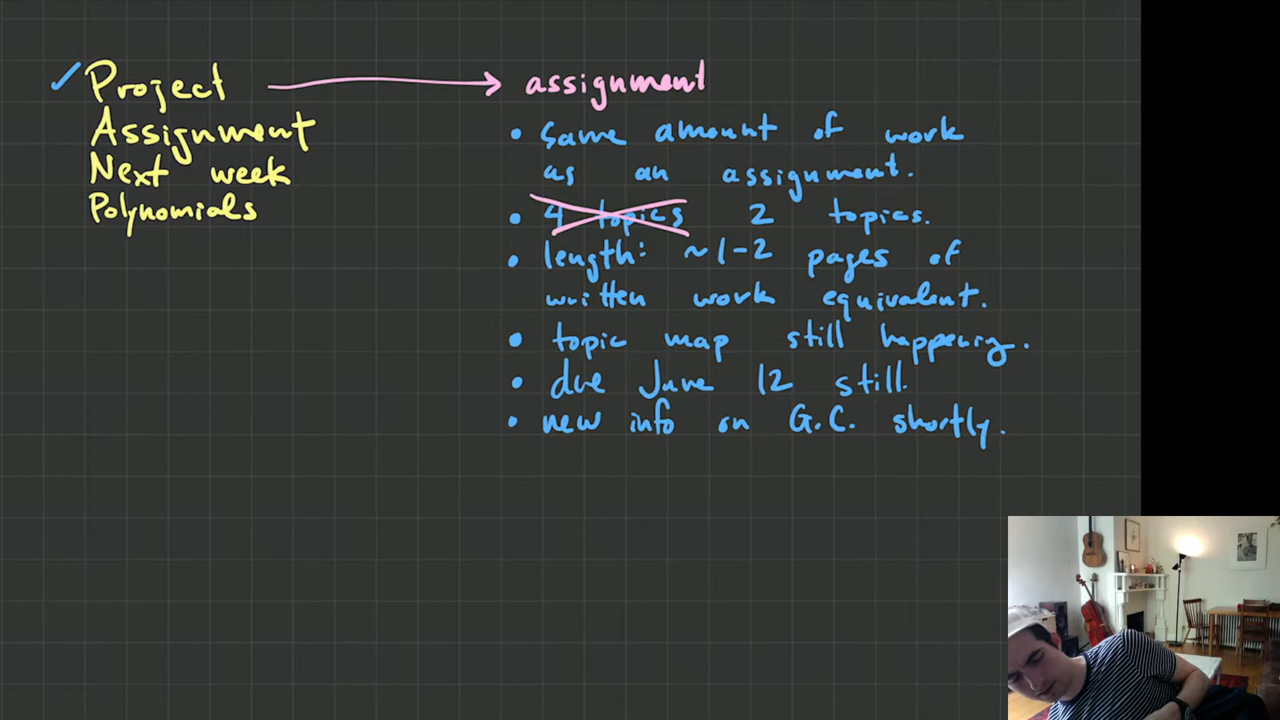 ✓ Project → assignment
Assignment
Next week
Polynomials
• same amount of work
as an assignment.
• 4 topics 2 topics.
• length: ~1-2 pages of
written work equivalent.
• topic map still happening.
• due June 12 still.
• new info on G.C. shortly.